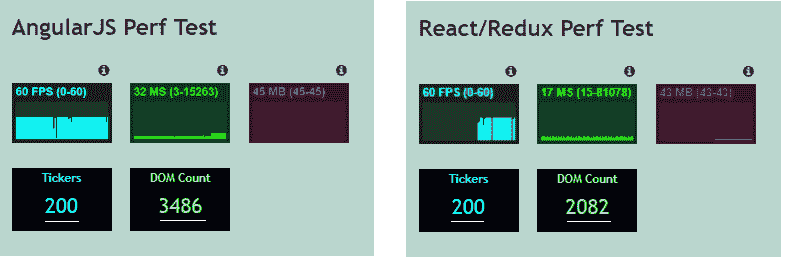 AngularJS Perf Test
60 FPS (0-60)
32 MS (3-15263)
45 MB (45-45)
Tickers
200
DOM Count
3486
React/Redux Perf Test
60 FPS (0-60)
17 MS (15-81078)
43 MB (43-43)
Tickers
200
DOM Count
2082